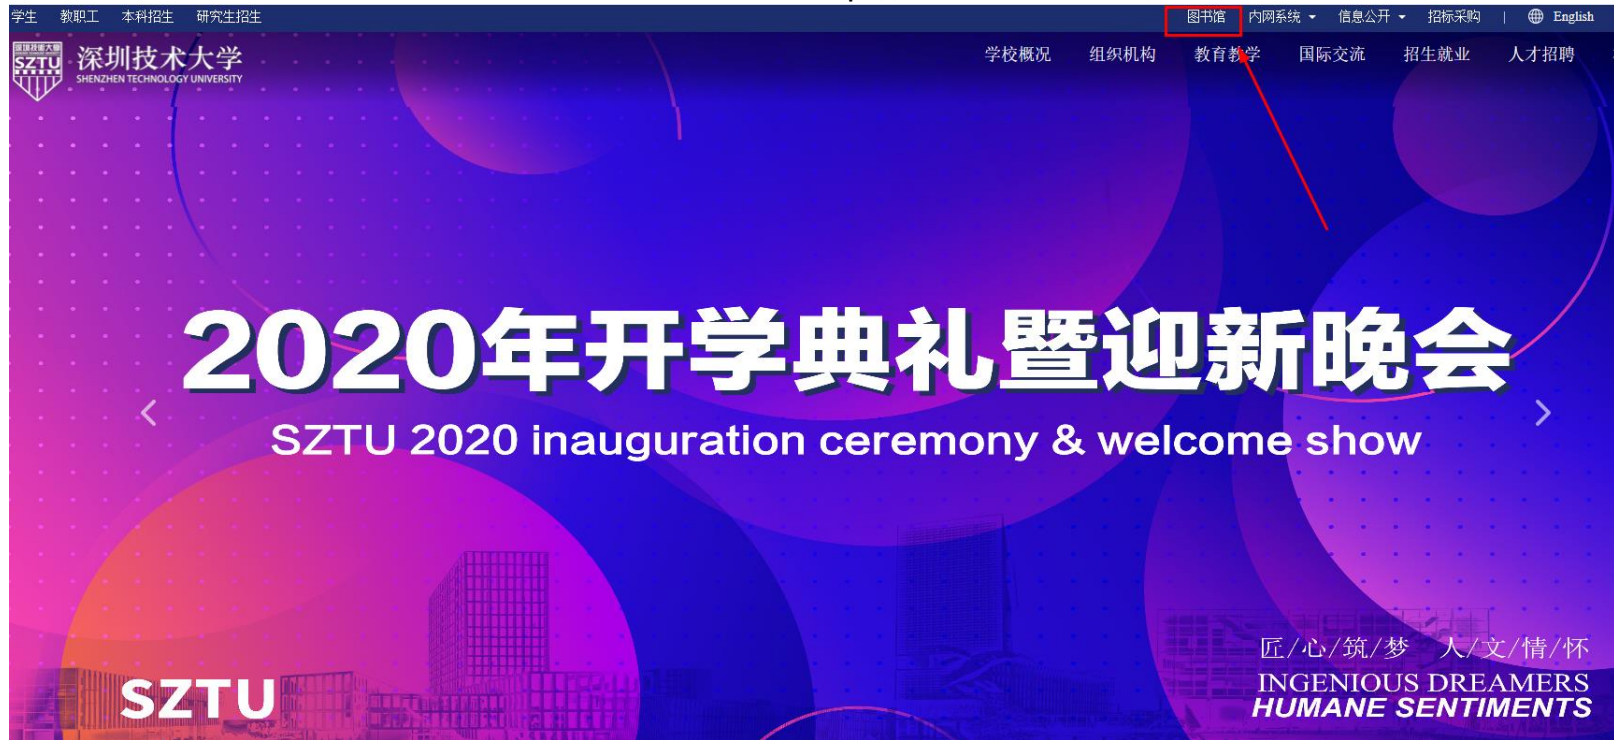 学生 教职工 本科招生 研究生招生 图书馆 内网系统 信息公开 招标采购 | English
SZTU 深圳技术大学 学校概况 组织机构 教育教学 国际交流 招生就业 人才招聘
SHENZHEN TECHNOLOGY UNIVERSITY
2020年开学典礼暨迎新晚会
SZTU 2020 inauguration ceremony & welcome show
匠/心/筑/梦 人/文/情/怀
SZTU INGENIOUS DREAMERS
HUMANE SENTIMENTS